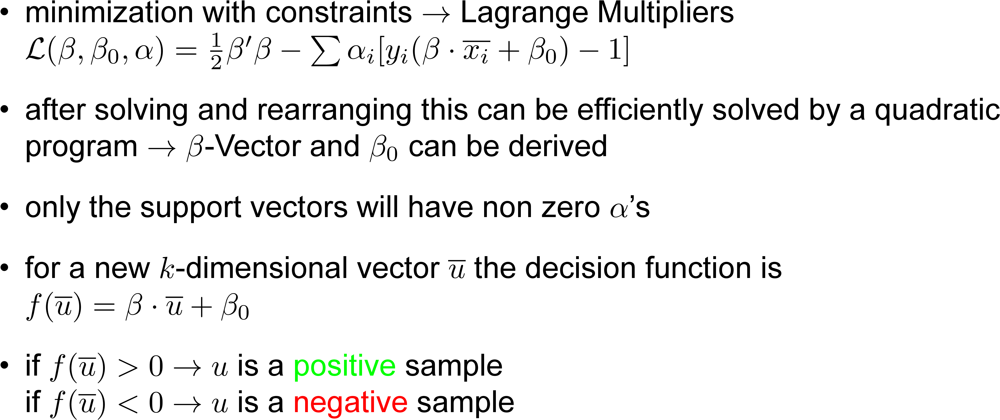 • minimization with constraints → Lagrange Multipliers
$\mathcal{L}(\beta, \beta_0, \alpha) = \frac{1}{2}\beta'\beta - \sum \alpha_i[y_i(\beta \cdot \overline{x_i} + \beta_0) - 1]$
• after solving and rearranging this can be efficiently solved by a quadratic
program → $\beta$-Vector and $\beta_0$ can be derived
• only the support vectors will have non zero $\alpha$’s
• for a new $k$-dimensional vector $\overline{u}$ the decision function is
$f(\overline{u}) = \beta \cdot \overline{u} + \beta_0$
• if $f(\overline{u}) > 0 \rightarrow u$ is a positive sample
if $f(\overline{u}) < 0 \rightarrow u$ is a negative sample